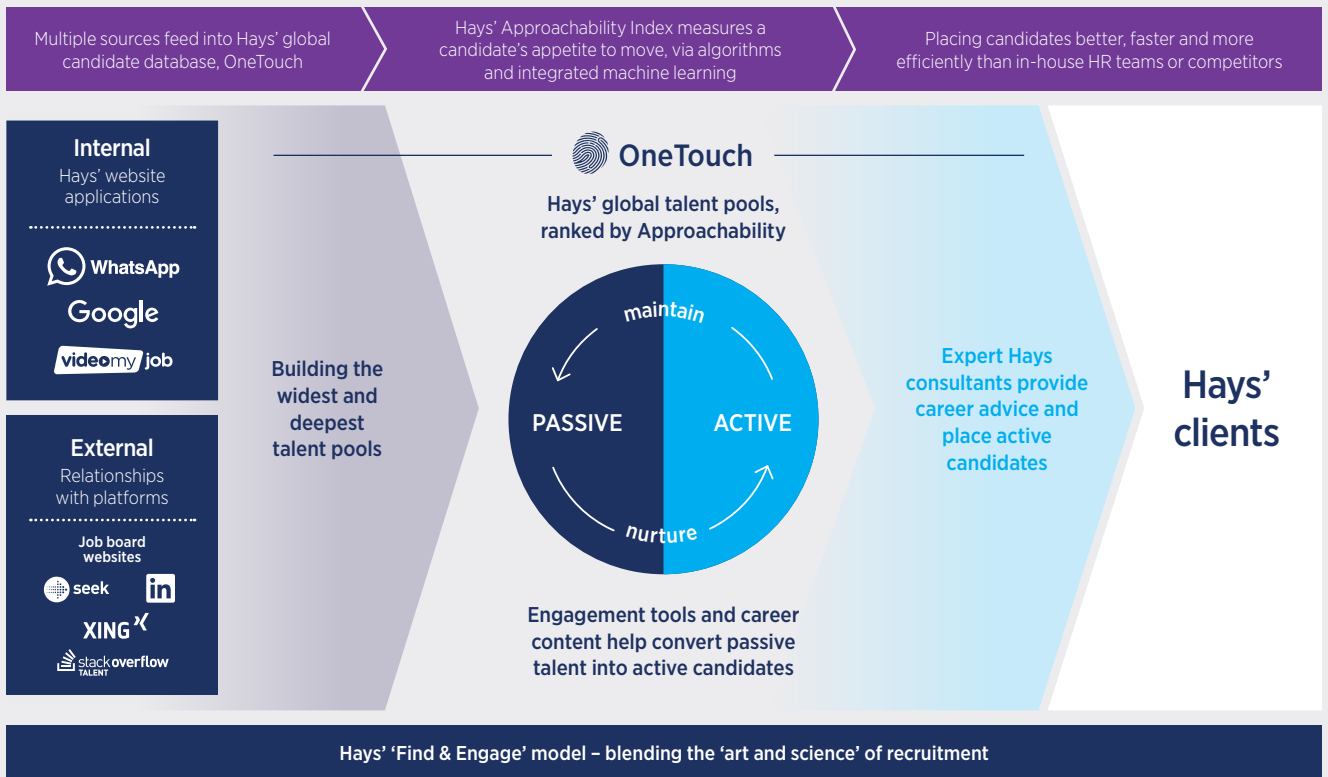 Multiple sources feed into Hays’ global
candidate database, OneTouch
Hays’ Approachability Index measures a
candidate’s appetite to move, via algorithms
and integrated machine learning
Placing candidates better, faster and more
efficiently than in-house HR teams or competitors
Internal
Hays’ website
applications
WhatsApp
Google
videomyjob
External
Relationships
with platforms
Job board
websites
seek
in
XING
stackoverflow
TALENT
Building the
widest and
deepest
talent pools
OneTouch
Hays’ global talent pools,
ranked by Approachability
maintain
PASSIVE
ACTIVE
nurture
Engagement tools and career
content help convert passive
talent into active candidates
Expert Hays
consultants provide
career advice and
place active
candidates
Hays’
clients
Hays’ ‘Find & Engage’ model – blending the ‘art and science’ of recruitment